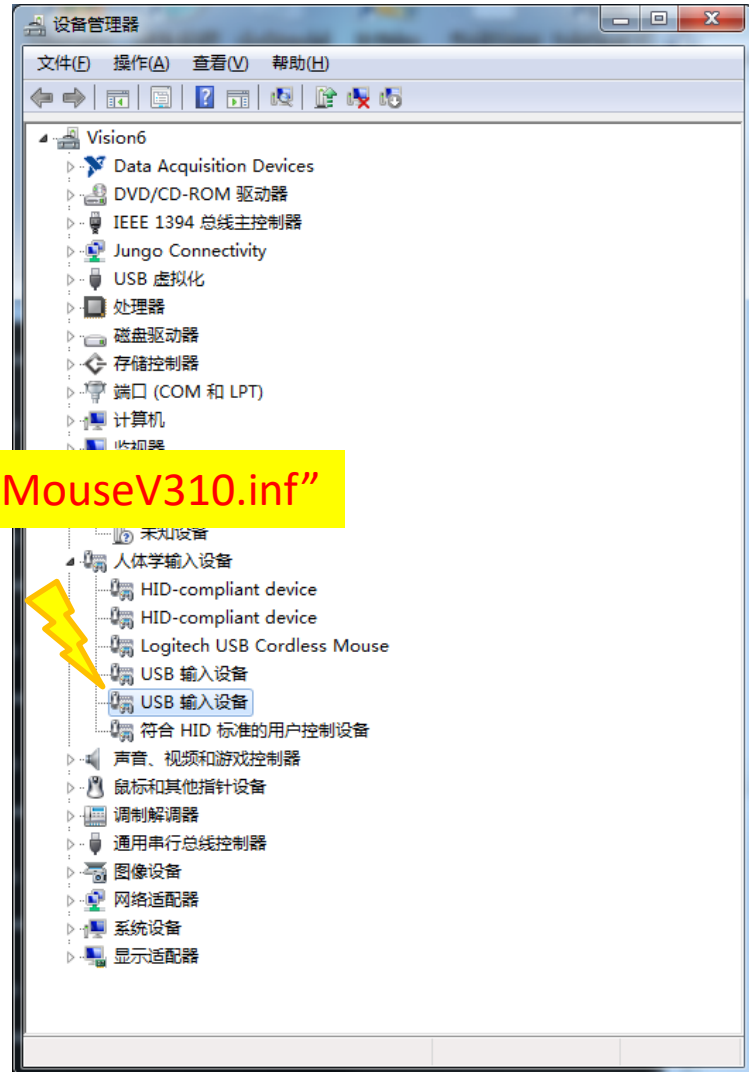 设备管理器
文件(F) 操作(A) 查看(V) 帮助(H)
Vision6
Data Acquisition Devices
DVD/CD-ROM 驱动器
IEEE 1394 总线主控制器
Jungo Connectivity
USB 虚拟化
处理器
磁盘驱动器
存储控制器
端口 (COM 和 LPT)
计算机
监视器
MouseV310.inf”
未知设备
人体学输入设备
HID-compliant device
HID-compliant device
Logitech USB Cordless Mouse
USB 输入设备
USB 输入设备
符合 HID 标准的用户控制设备
声音、视频和游戏控制器
鼠标和其他指针设备
调制解调器
通用串行总线控制器
图像设备
网络适配器
系统设备
显示适配器